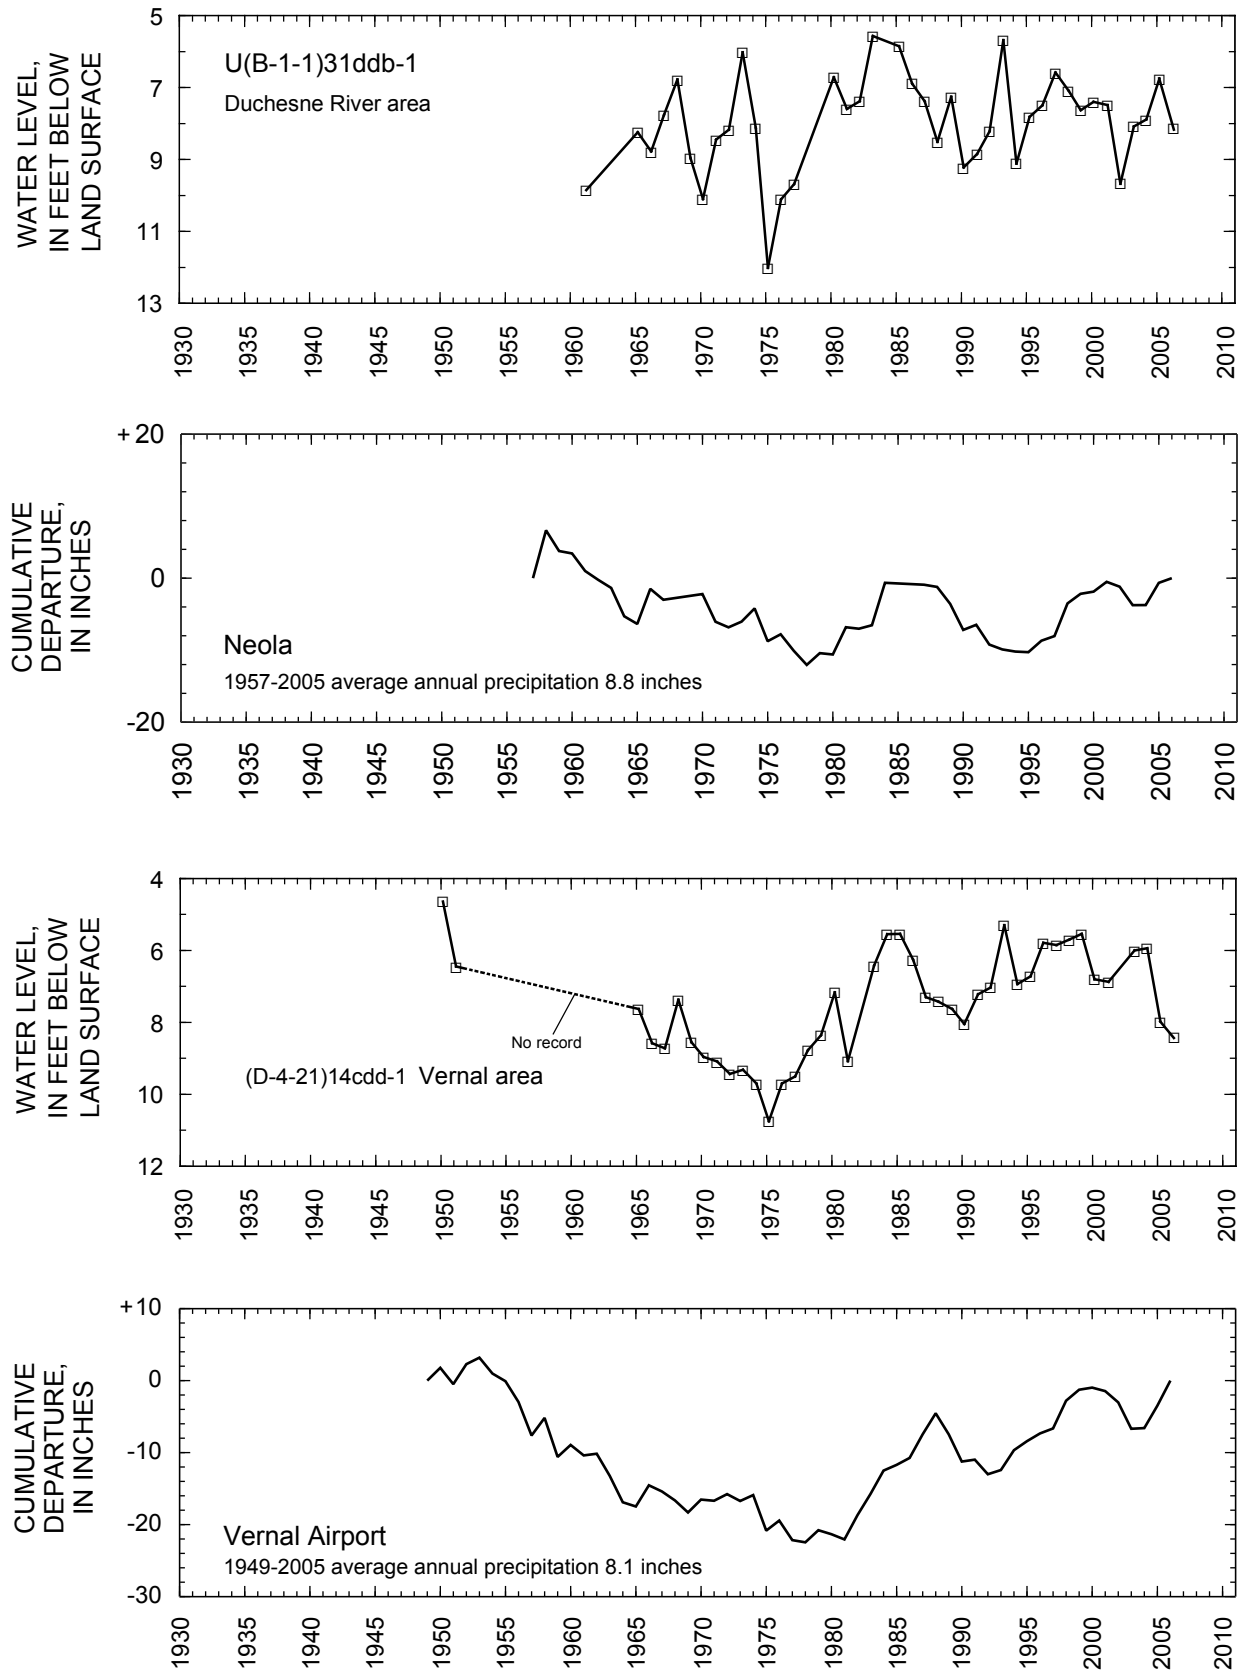 WATER LEVEL,
IN FEET BELOW
LAND SURFACE
5
7
9
11
13
U(B-1-1)31ddb-1
Duchesne River area
1930 1935 1940 1945 1950 1955 1960 1965 1970 1975 1980 1985 1990 1995 2000 2005 2010
CUMULATIVE
DEPARTURE,
IN INCHES
+20
0
-20
Neola
1957-2005 average annual precipitation 8.8 inches
1930 1935 1940 1945 1950 1955 1960 1965 1970 1975 1980 1985 1990 1995 2000 2005 2010
WATER LEVEL,
IN FEET BELOW
LAND SURFACE
4
6
8
10
12
No record
(D-4-21)14cdd-1 Vernal area
1930 1935 1940 1945 1950 1955 1960 1965 1970 1975 1980 1985 1990 1995 2000 2005 2010
CUMULATIVE
DEPARTURE,
IN INCHES
+10
0
-10
-20
-30
Vernal Airport
1949-2005 average annual precipitation 8.1 inches
1930 1935 1940 1945 1950 1955 1960 1965 1970 1975 1980 1985 1990 1995 2000 2005 2010